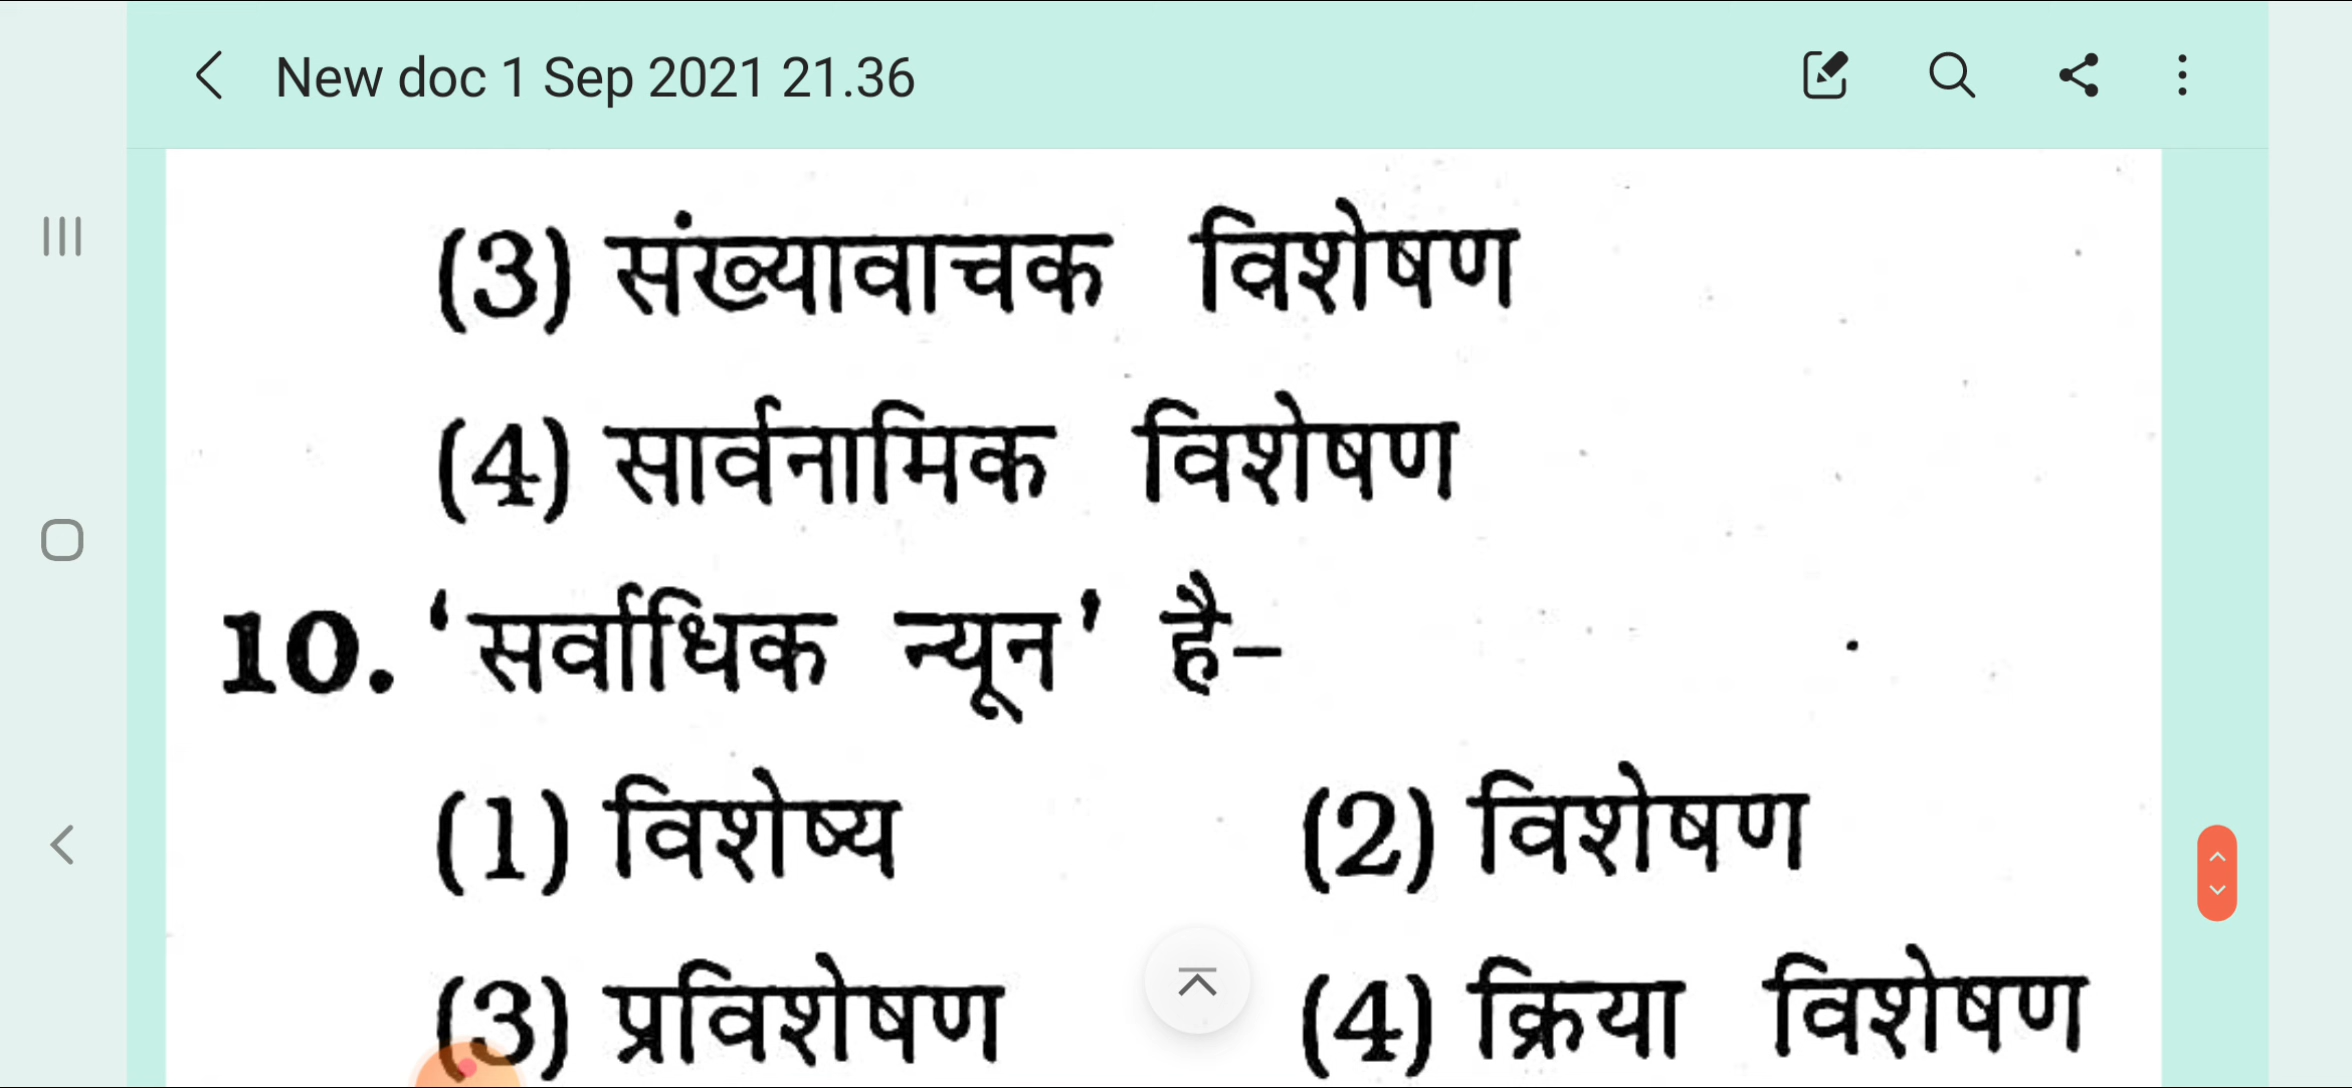 New doc 1 Sep 2021 21.36
(3) संख्यावाचक विशेषण
(4) सार्वनामिक विशेषण
10. 'सर्वाधिक न्यून' है-
(1) विशेष्य (2) विशेषण
(3) प्रविशेषण (4) क्रिया विशेषण